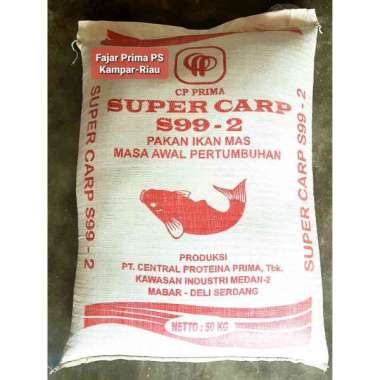 Fajar Prima PS
Kampar-Riau
CP PRIMA
SUPER CARP
S99 - 2
PAKAN IKAN MAS
MASA AWAL PERTUMBUHAN
SUPER CARP S99 - 2
SUPER CARP S99 - 2
PRODUKSI
PT. CENTRAL PROTEINA PRIMA, Tbk.
KAWASAN INDUSTRI MEDAN-2
MABAR - DELI SERDANG
NETTO : 50 KG